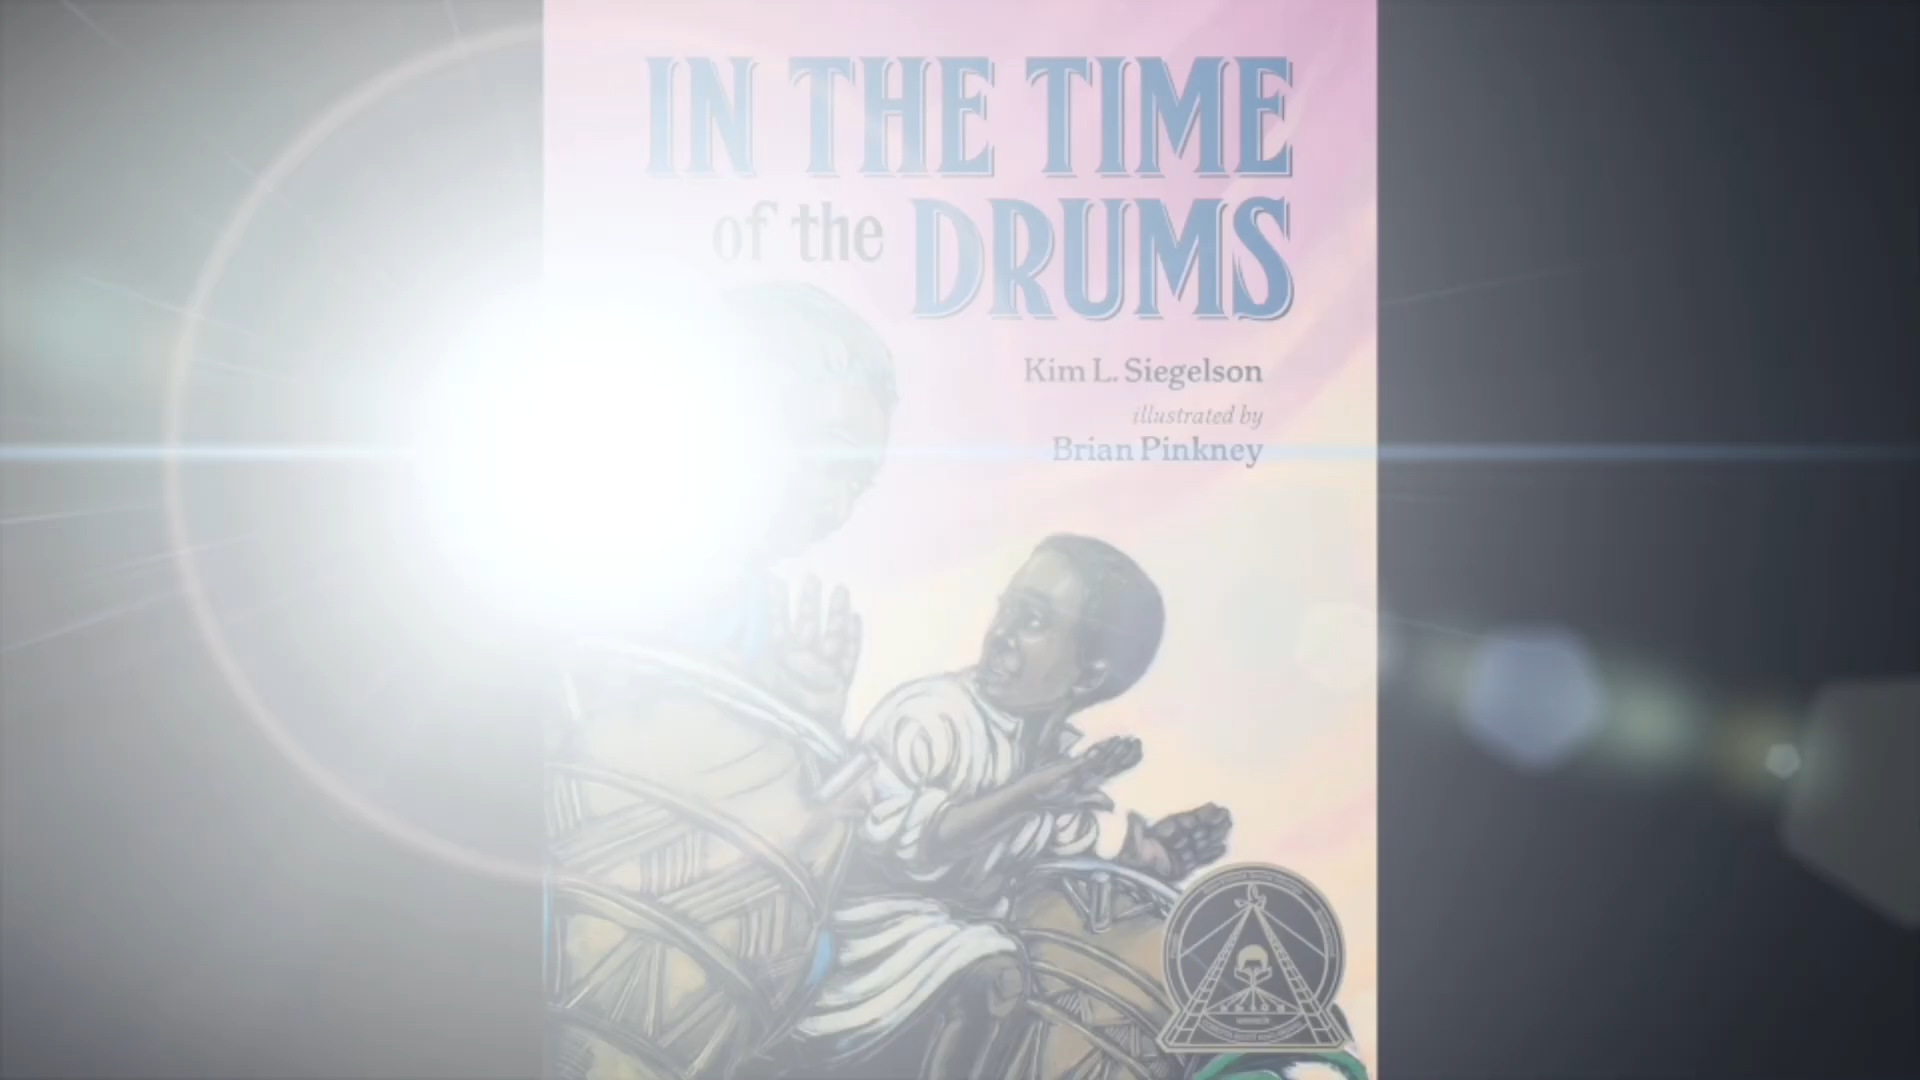 IN THE TIME
of the DRUMS
Kim L. Siegelson
illustrated by
Brian Pinkney